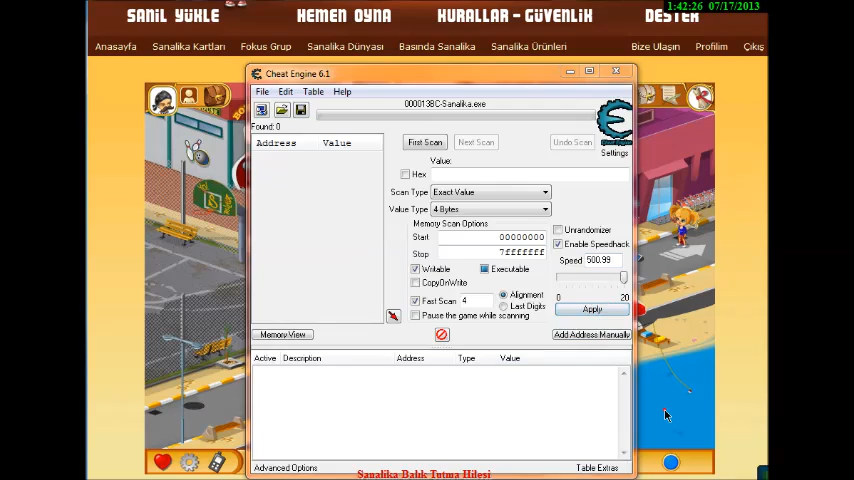 1:42:26 07/17/2013
SANİL YÜKLE HEMEN OYNA KURALLAR - GÜVENLİK DESTEK
Anasayfa Sanalika Kartları Fokus Grup Sanalika Dünyası Basında Sanalika Sanalika Ürünleri Bize Ulaşın Profilim Çıkış
Cheat Engine 6.1
File Edit Table Help
000013BC-Sanalika.exe
Found: 0
Address Value
First Scan Next Scan Undo Scan
Settings
Value:
Hex
Scan Type Exact Value
Value Type 4 Bytes
Memory Scan Options
Start 00000000
Stop 7fffffff
Writable Executable
CopyOnWrite
Fast Scan 4 Alignment
Last Digits
Pause the game while scanning
Unrandomizer
Enable Speedhack
Speed 500.99
0 20
Apply
Memory View Add Address Manually
Active Description Address Type Value
Advanced Options Table Extras
Sanalika Balık Tutma Hilesi